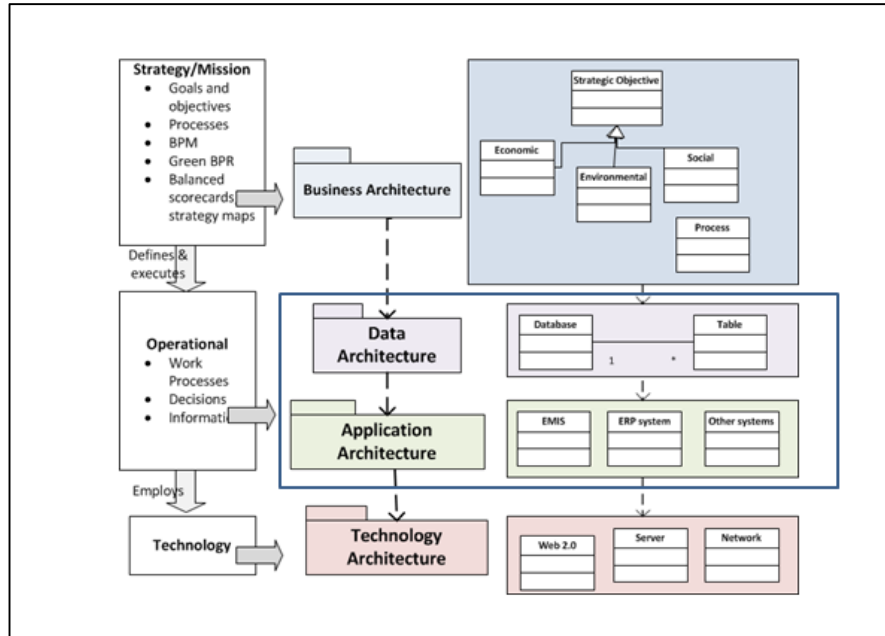 Strategy/Mission
• Goals and
objectives
• Processes
• BPM
• Green BPR
• Balanced
scorecards
strategy maps
Defines &
executes
Operational
• Work
Processes
• Decisions
• Informati
Employs
Technology
Business Architecture
Data
Architecture
Application
Architecture
Technology
Architecture
Strategic Objective
Economic
Environmental
Social
Process
Database
Table
1
*
EMIS
ERP system
Other systems
Web 2.0
Server
Network